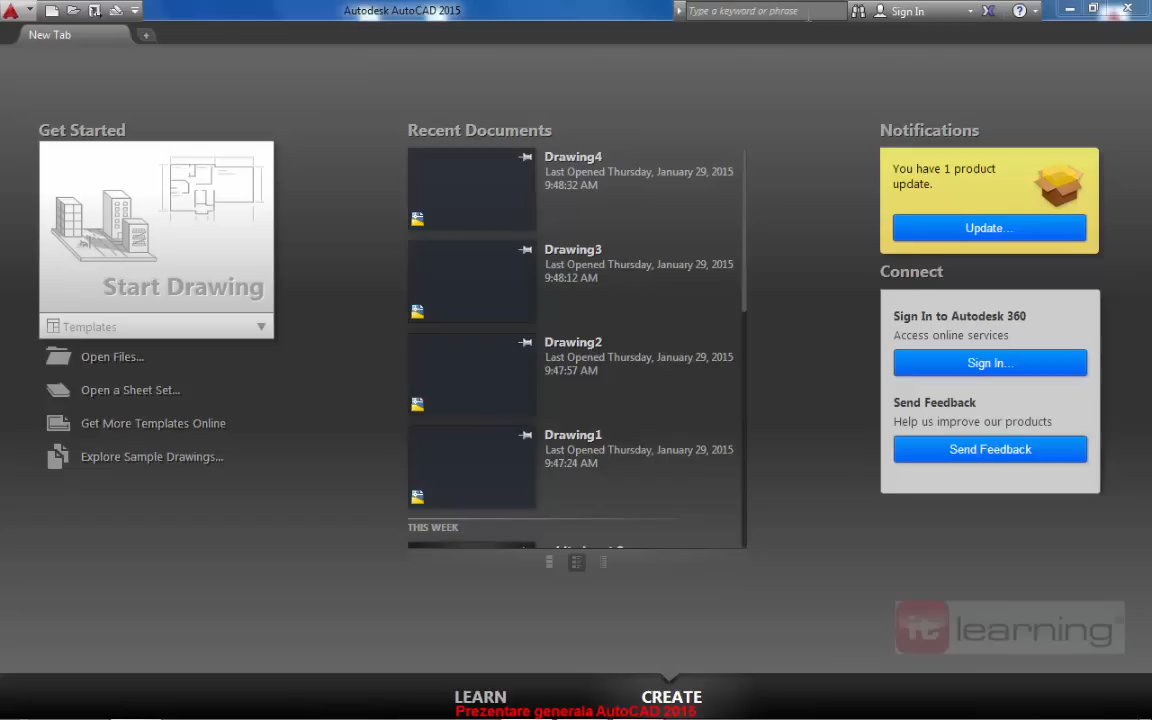 Autodesk AutoCAD 2015
Type a keyword or phrase
Sign In
New Tab
Get Started
Start Drawing
Templates
Open Files...
Open a Sheet Set...
Get More Templates Online
Explore Sample Drawings...
Recent Documents
Drawing4
Last Opened Thursday, January 29, 2015
9:48:32 AM
Drawing3
Last Opened Thursday, January 29, 2015
9:48:12 AM
Drawing2
Last Opened Thursday, January 29, 2015
9:47:57 AM
Drawing1
Last Opened Thursday, January 29, 2015
9:47:24 AM
THIS WEEK
Notifications
You have 1 product
update.
Update...
Connect
Sign In to Autodesk 360
Access online services
Sign In...
Send Feedback
Help us improve our products
Send Feedback
it learning
LEARN
CREATE
Prezentare generala AutoCAD 2015